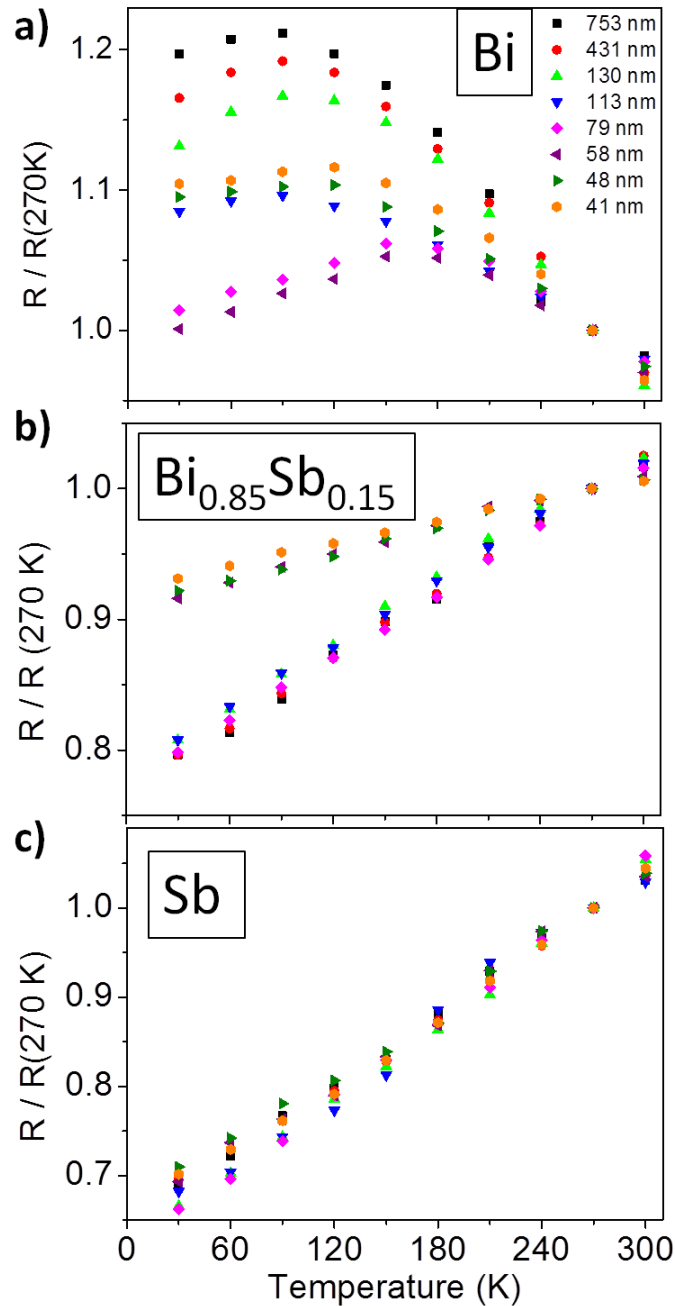 a)
Bi
753 nm
431 nm
130 nm
113 nm
79 nm
58 nm
48 nm
41 nm
1.2
1.1
1.0
R / R(270K)
b)
Bi0.85Sb0.15
1.0
0.9
0.8
R / R (270 K)
c)
Sb
1.0
0.9
0.8
0.7
R / R(270 K)
0 60 120 180 240 300
Temperature (K)